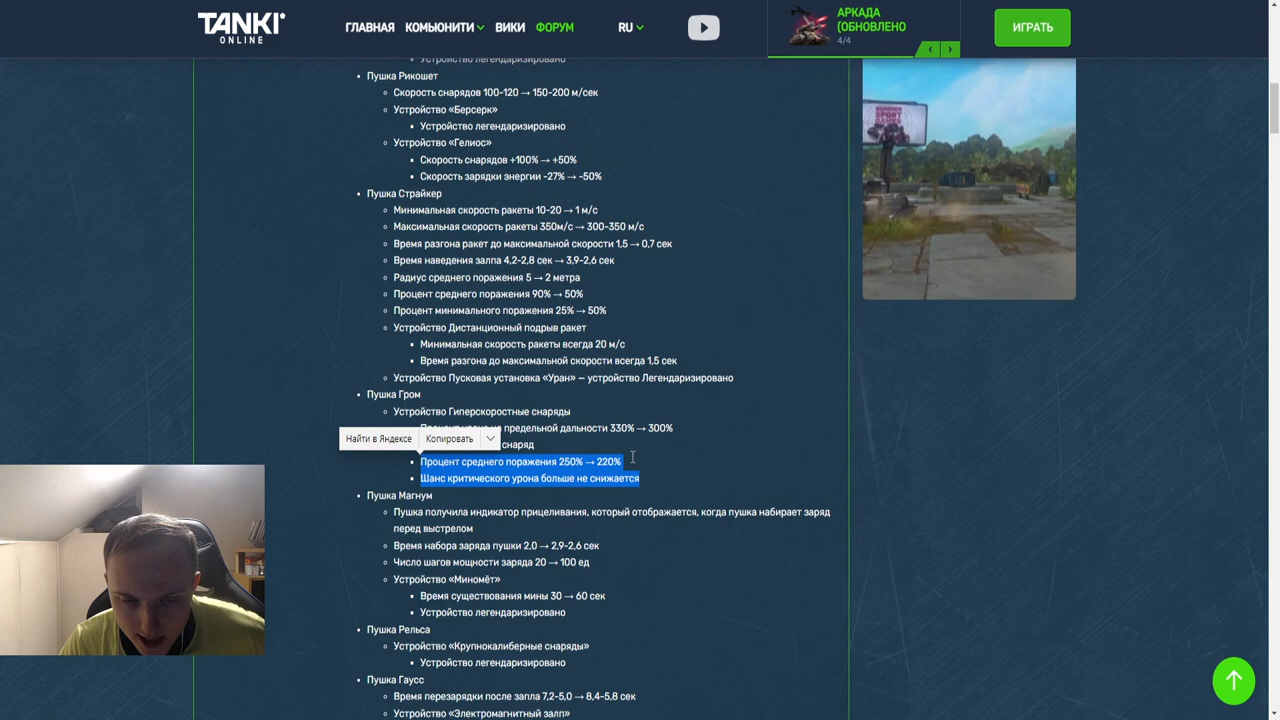 TANKI
ONLINE
ГЛАВНАЯ
КОМЬЮНИТИ
ВИКИ
ФОРУМ
RU
АРКАДА
(ОБНОВЛЕНО
4/4
ИГРАТЬ
Устройство легендаризировано
Пушка Рикошет
Скорость снарядов 100-120 → 150-200 м/сек
Устройство «Берсерк»
Устройство легендаризировано
Устройство «Гелиос»
Скорость снарядов +100% → +50%
Скорость зарядки энергии -27% → -50%
Пушка Страйкер
Минимальная скорость ракеты 10-20 → 1 м/с
Максимальная скорость ракеты 350м/с → 300-350 м/с
Время разгона ракет до максимальной скорости 1,5 → 0,7 сек
Время наведения залпа 4,2-2,8 сек → 3,9-2,6 сек
Радиус среднего поражения 5 → 2 метра
Процент среднего поражения 90% → 50%
Процент минимального поражения 25% → 50%
Устройство Дистанционный подрыв ракет
Минимальная скорость ракеты всегда 20 м/с
Время разгона до максимальной скорости всегда 1,5 сек
Устройство Пусковая установка «Уран» — устройство Легендаризировано
Пушка Гром
Устройство Гиперскоростные снаряды
предельной дальности 330% → 300%
Найти в Яндексе
Копировать
снаряд
Процент среднего поражения 250% → 220%
Шанс критического урона больше не снижается
Пушка Магнум
Пушка получила индикатор прицеливания, который отображается, когда пушка набирает заряд
перед выстрелом
Время набора заряда пушки 2,0 → 2,9-2,6 сек
Число шагов мощности заряда 20 → 100 ед
Устройство «Миномёт»
Время существования мины 30 → 60 сек
Устройство легендаризировано
Пушка Рельса
Устройство «Крупнокалиберные снаряды»
Устройство легендаризировано
Пушка Гаусс
Время перезарядки после запла 7,2-5,0 → 8,4-5,8 сек
Устройство «Электромагнитный залп»
SUMMER
SPORT
GAMES